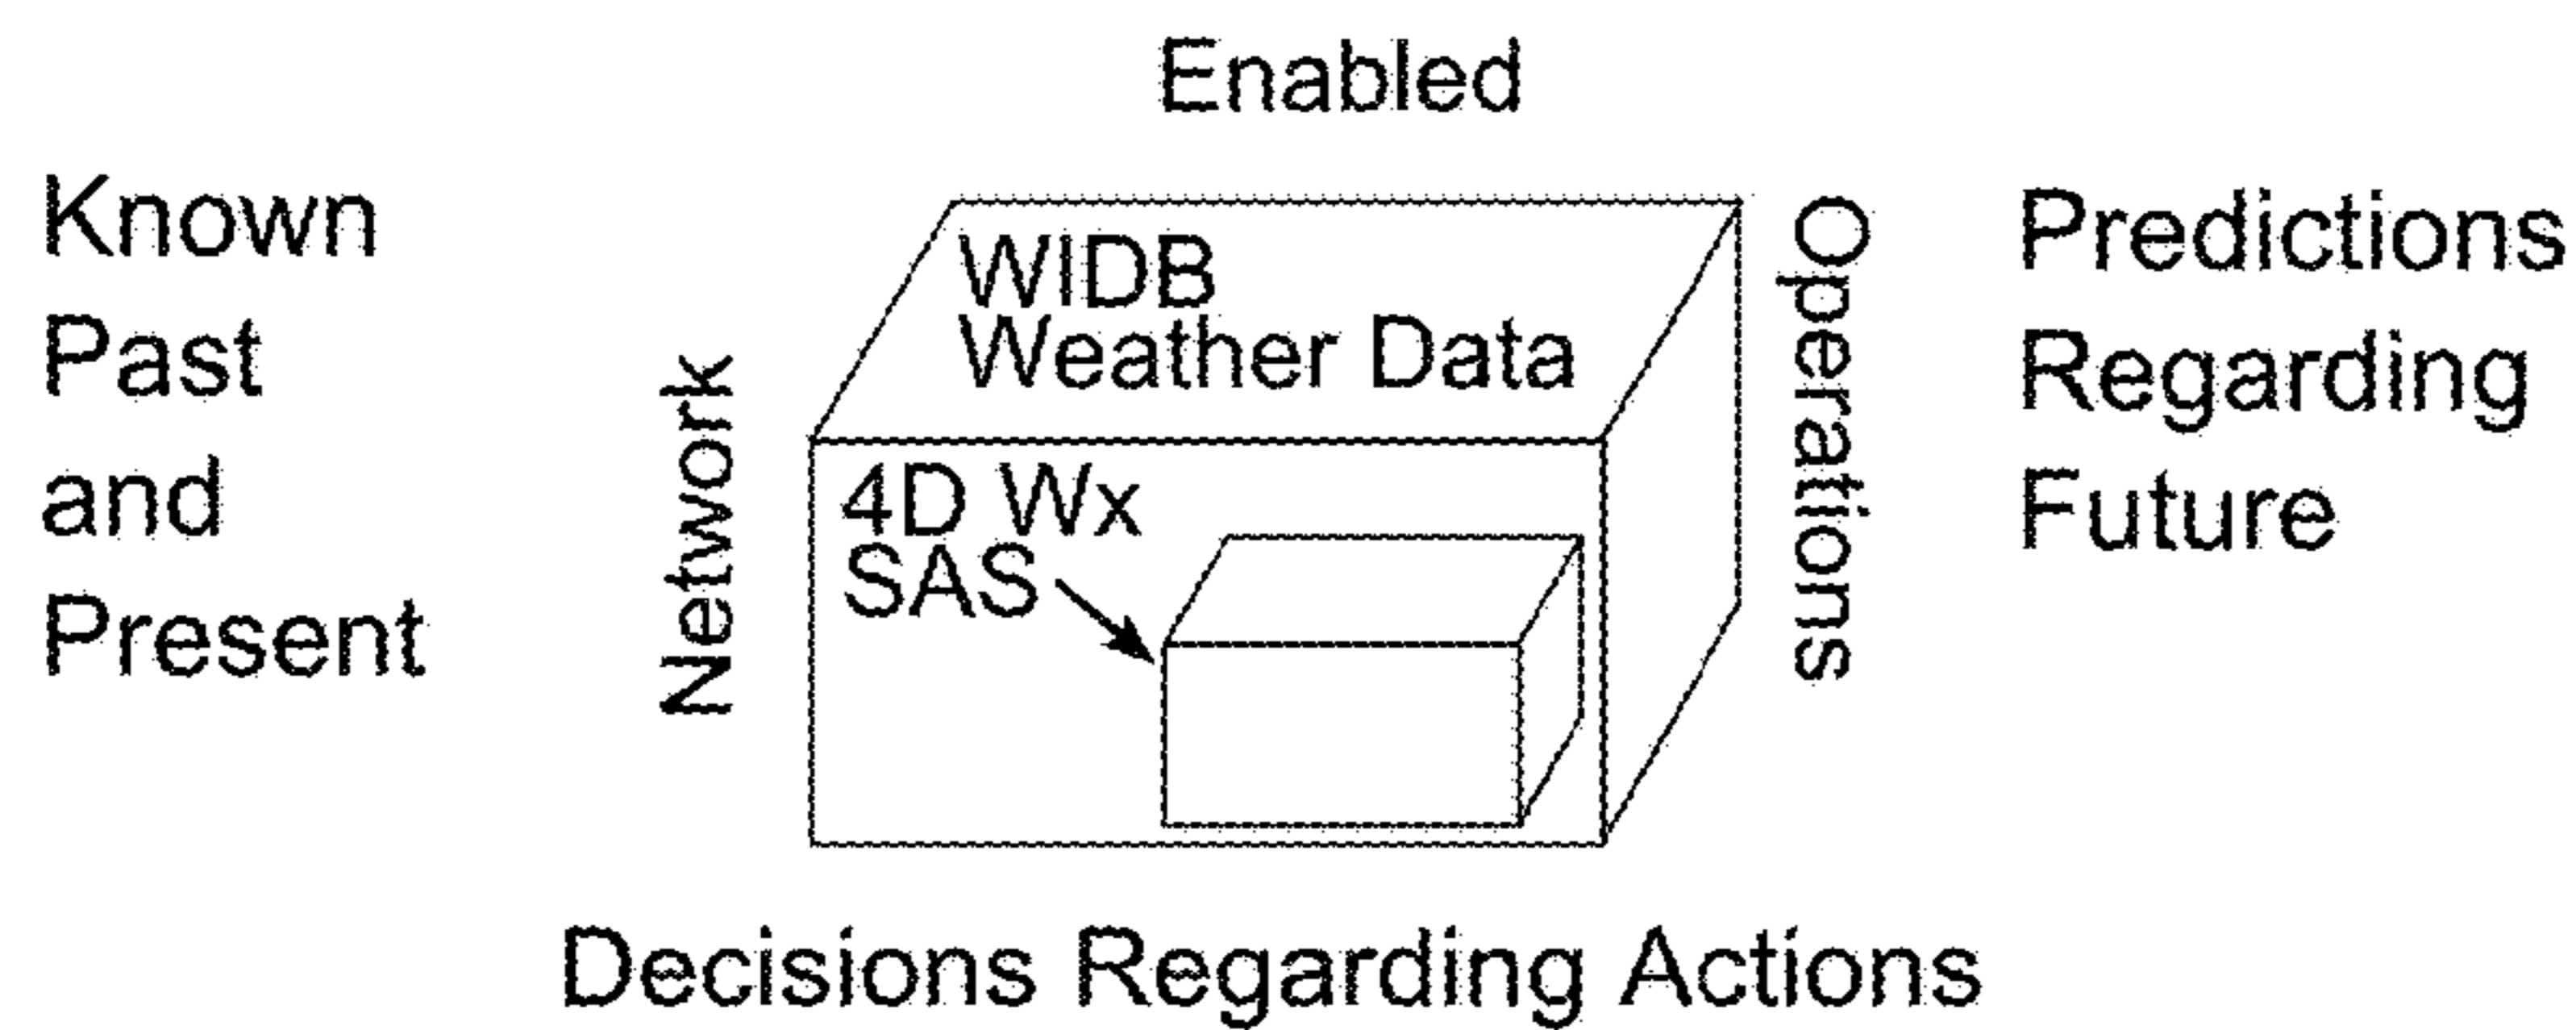 Enabled
Known
Past
and
Present
Network
WIDB
Weather Data
4D Wx
SAS
Operations
Predictions
Regarding
Future
Decisions Regarding Actions